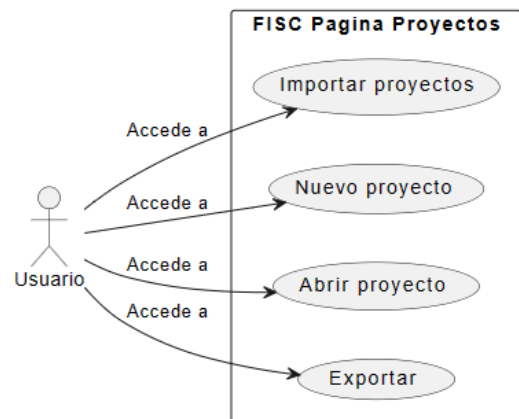 FISC Pagina Proyectos
Importar proyectos
Accede a
Nuevo proyecto
Accede a
Accede a
Abrir proyecto
Usuario
Accede a
Exportar